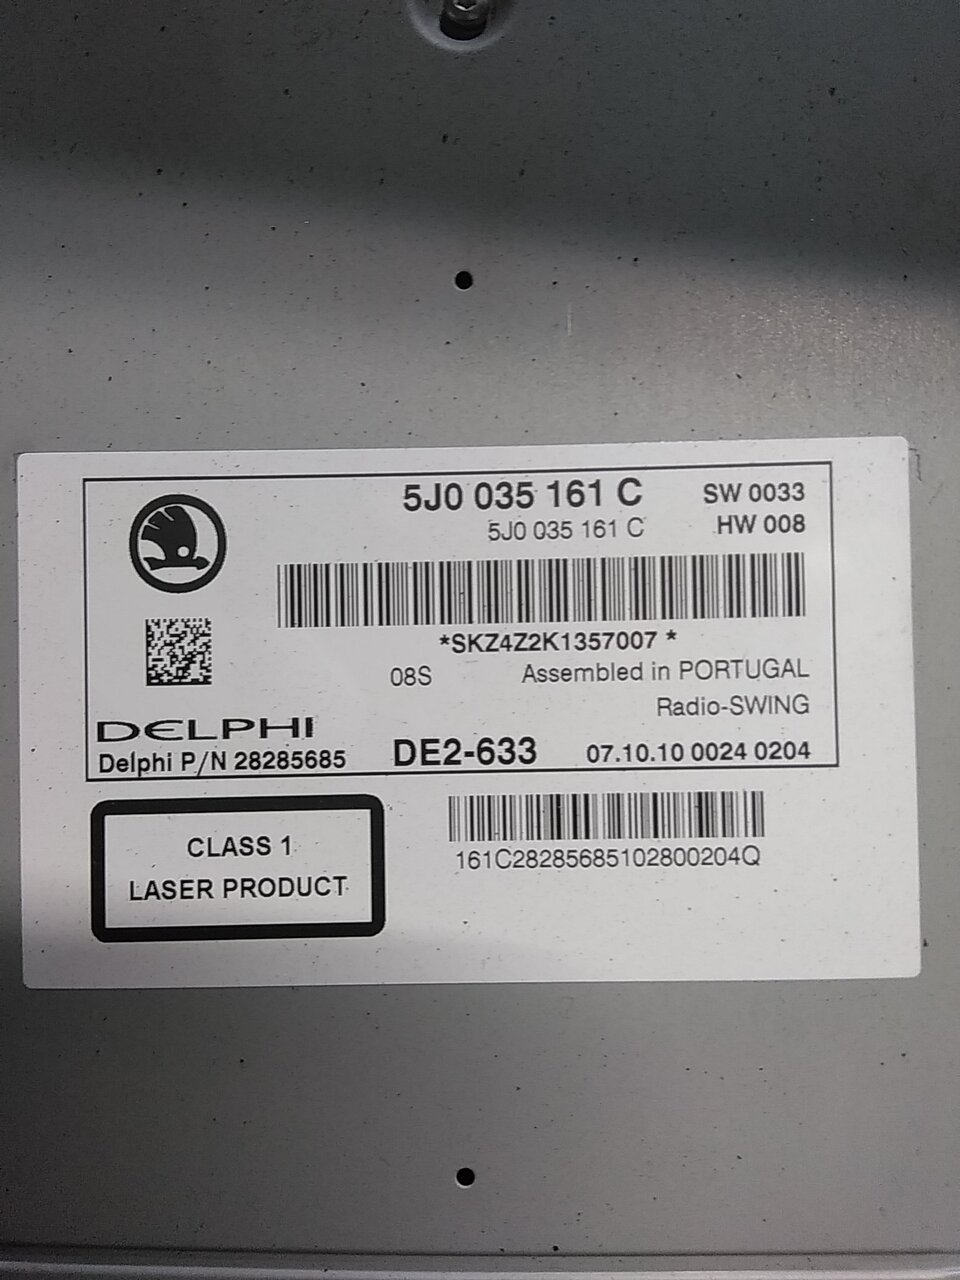 5J0 035 161 C SW 0033
5J0 035 161 C HW 008
*SKZ4Z2K1357007 *
08S Assembled in PORTUGAL
Radio-SWING
DELPHI
Delphi P/N 28285685 DE2-633 07.10.10 0024 0204
CLASS 1
LASER PRODUCT
161C28285685102800204Q